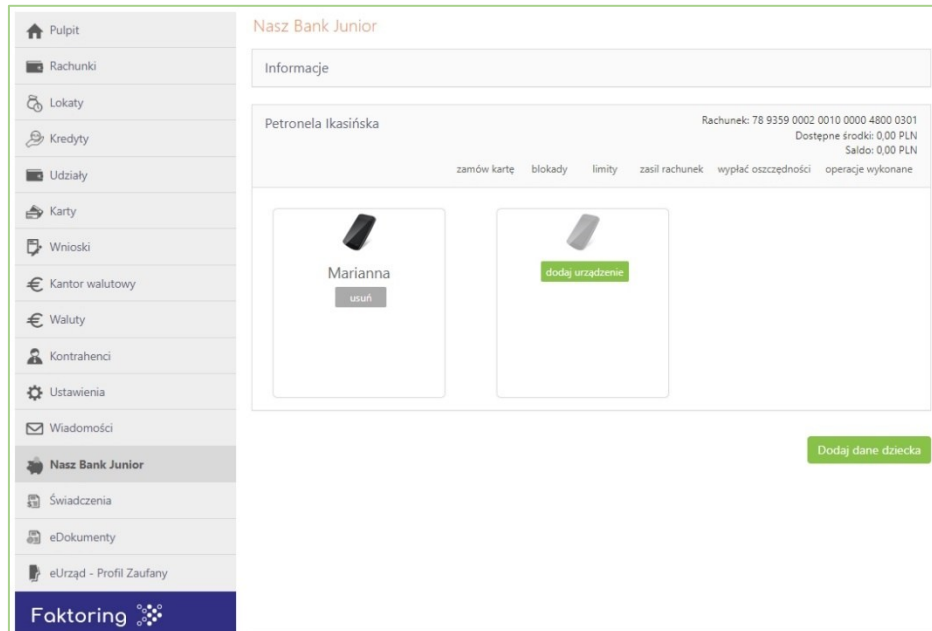 Pulpit
Rachunki
Lokaty
Kredyty
Udziały
Karty
Wnioski
Kantor walutowy
Waluty
Kontrahenci
Ustawienia
Wiadomości
Nasz Bank Junior
Świadczenia
eDokumenty
eUrząd - Profil Zaufany
Faktoring
Nasz Bank Junior
Informacje
Petronela Ikasińska
Rachunek: 78 9359 0002 0010 0000 4800 0301
Dostępne środki: 0,00 PLN
Saldo: 0,00 PLN
zamów kartę blokady limity zasil rachunek wypłać oszczędności operacje wykonane
Marianna
usuń
dodaj urządzenie
Dodaj dane dziecka